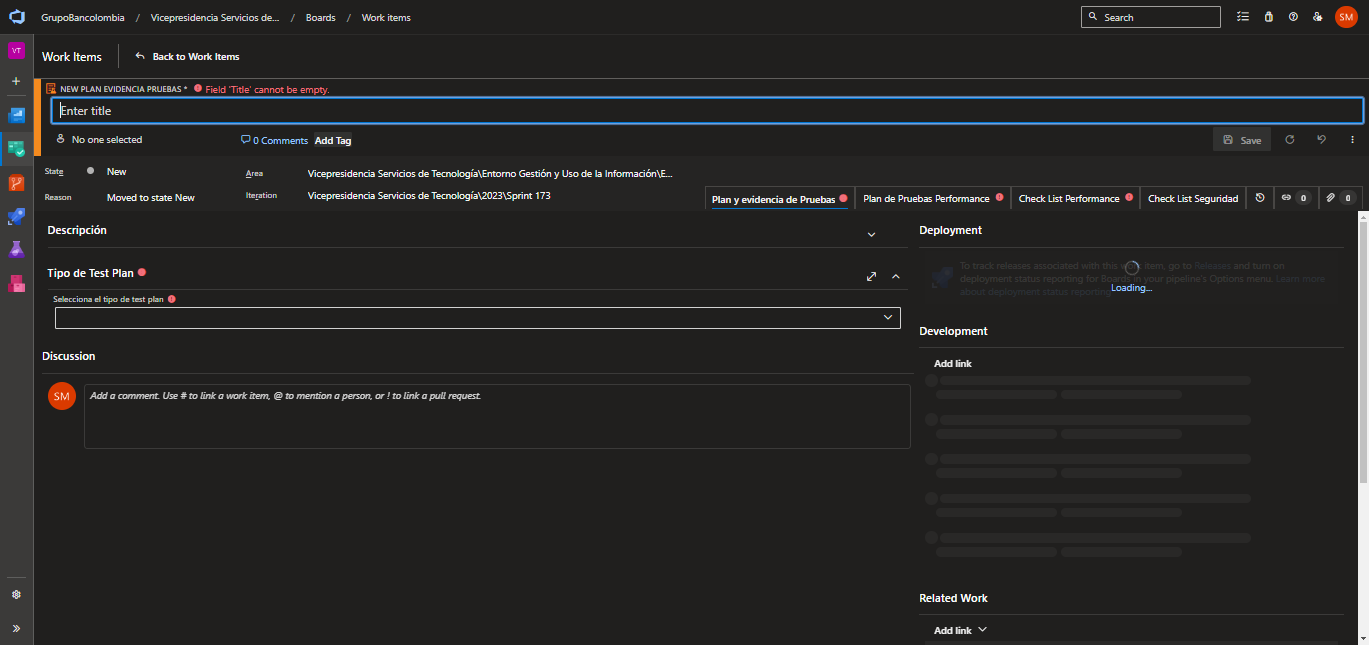 GrupoBancolombia / Vicepresidencia Servicios de... / Boards / Work items
Search
SM
VT
Work Items
Back to Work Items
NEW PLAN EVIDENCIA PRUEBAS * Field 'Title' cannot be empty.
Enter title
No one selected
0 Comments
Add Tag
Save
State
New
Area
Vicepresidencia Servicios de Tecnología\Entorno Gestión y Uso de la Información\E...
Reason
Moved to state New
Iteration
Vicepresidencia Servicios de Tecnología\2023\Sprint 173
Plan y evidencia de Pruebas
Plan de Pruebas Performance
Check List Performance
Check List Seguridad
0
0
Descripción
Tipo de Test Plan
Selecciona el tipo de test plan
Discussion
SM
Add a comment. Use # to link a work item, @ to mention a person, or ! to link a pull request.
Deployment
To track releases associated with this work item, go to Releases and turn on
deployment status reporting for Boards in your pipeline's Options menu. Learn more
about deployment status reporting
Loading...
Development
Add link
Related Work
Add link